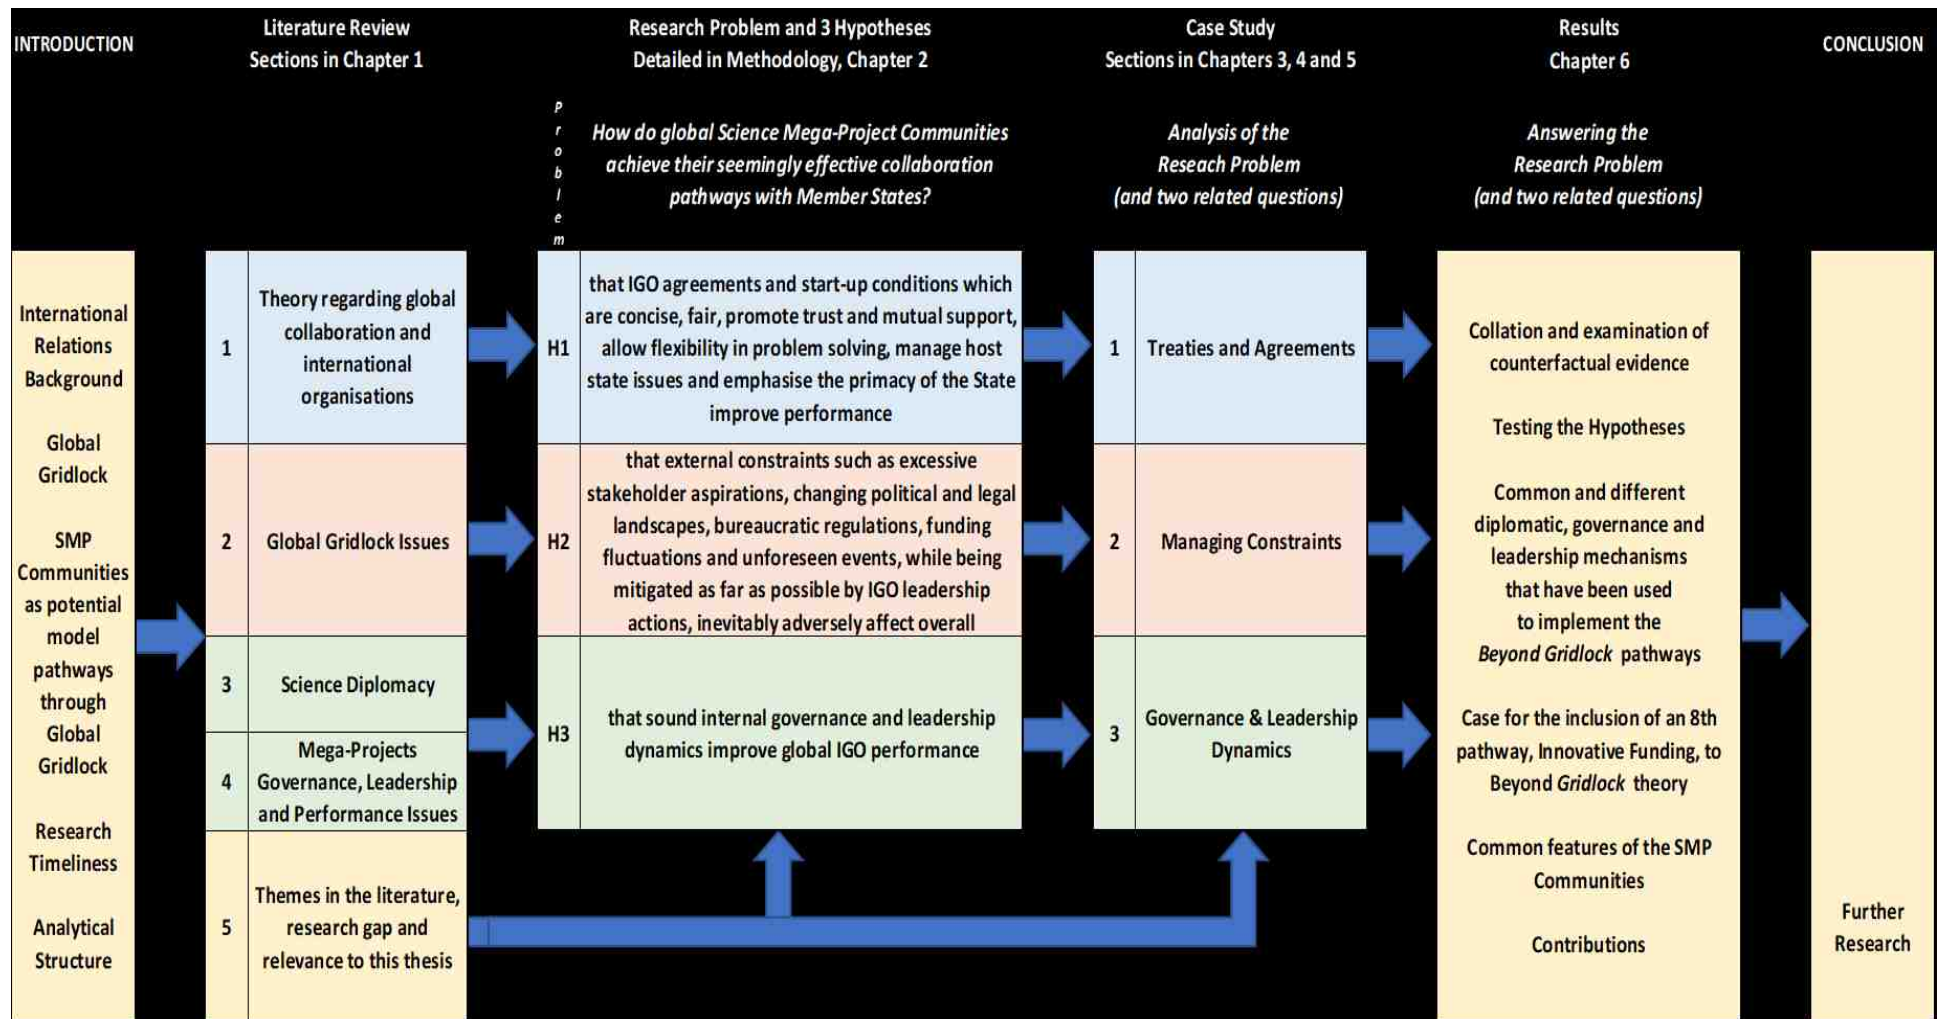 INTRODUCTION
Literature Review
Sections in Chapter 1
Research Problem and 3 Hypotheses
Detailed in Methodology, Chapter 2
Case Study
Sections in Chapters 3, 4 and 5
Results
Chapter 6
CONCLUSION
Problem
How do global Science Mega-Project Communities
achieve their seemingly effective collaboration
pathways with Member States?
Analysis of the
Reseach Problem
(and two related questions)
Answering the
Research Problem
(and two related questions)
International
Relations
Background
Global
Gridlock
SMP
Communities
as potential
model
pathways
through
Global
Gridlock
Research
Timeliness
Analytical
Structure
1
Theory regarding global
collaboration and
international
organisations
2
Global Gridlock Issues
3
Science Diplomacy
4
Mega-Projects
Governance, Leadership
and Performance Issues
5
Themes in the literature,
research gap and
relevance to this thesis
H1
that IGO agreements and start-up conditions which
are concise, fair, promote trust and mutual support,
allow flexibility in problem solving, manage host
state issues and emphasise the primacy of the State
improve performance
H2
that external constraints such as excessive
stakeholder aspirations, changing political and legal
landscapes, bureaucratic regulations, funding
fluctuations and unforeseen events, while being
mitigated as far as possible by IGO leadership
actions, inevitably adversely affect overall
H3
that sound internal governance and leadership
dynamics improve global IGO performance
1
Treaties and Agreements
2
Managing Constraints
3
Governance & Leadership
Dynamics
Collation and examination of
counterfactual evidence
Testing the Hypotheses
Common and different
diplomatic, governance and
leadership mechanisms
that have been used
to implement the
Beyond Gridlock pathways
Case for the inclusion of an 8th
pathway, Innovative Funding, to
Beyond Gridlock theory
Common features of the SMP
Communities
Contributions
Further
Research